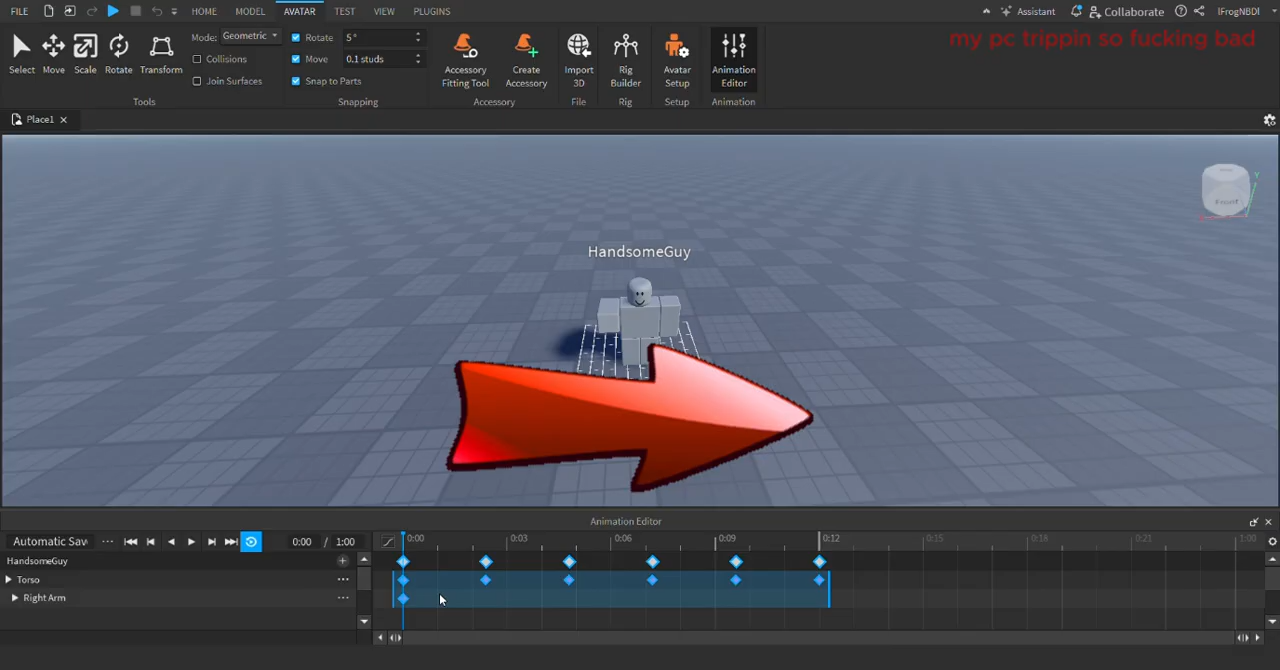 FILE HOME MODEL AVATAR TEST VIEW PLUGINS Assistant Collaborate IFrogNBDI
my pc trippin so fucking bad
Select Move Scale Rotate Transform
Mode: Geometric
Collisions
Join Surfaces
Tools
Rotate 5°
Move 0.1 studs
Snap to Parts
Snapping
Accessory Fitting Tool
Create Accessory
Accessory
Import 3D
File
Rig Builder
Rig
Avatar Setup
Setup
Animation Editor
Animation
Place1
Y
Front
HandsomeGuy
Animation Editor
Automatic Sav 0:00 / 1:00 0:00 0:03 0:06 0:09 0:12 0:15 0:18 0:21 1:00
HandsomeGuy
Torso
Right Arm